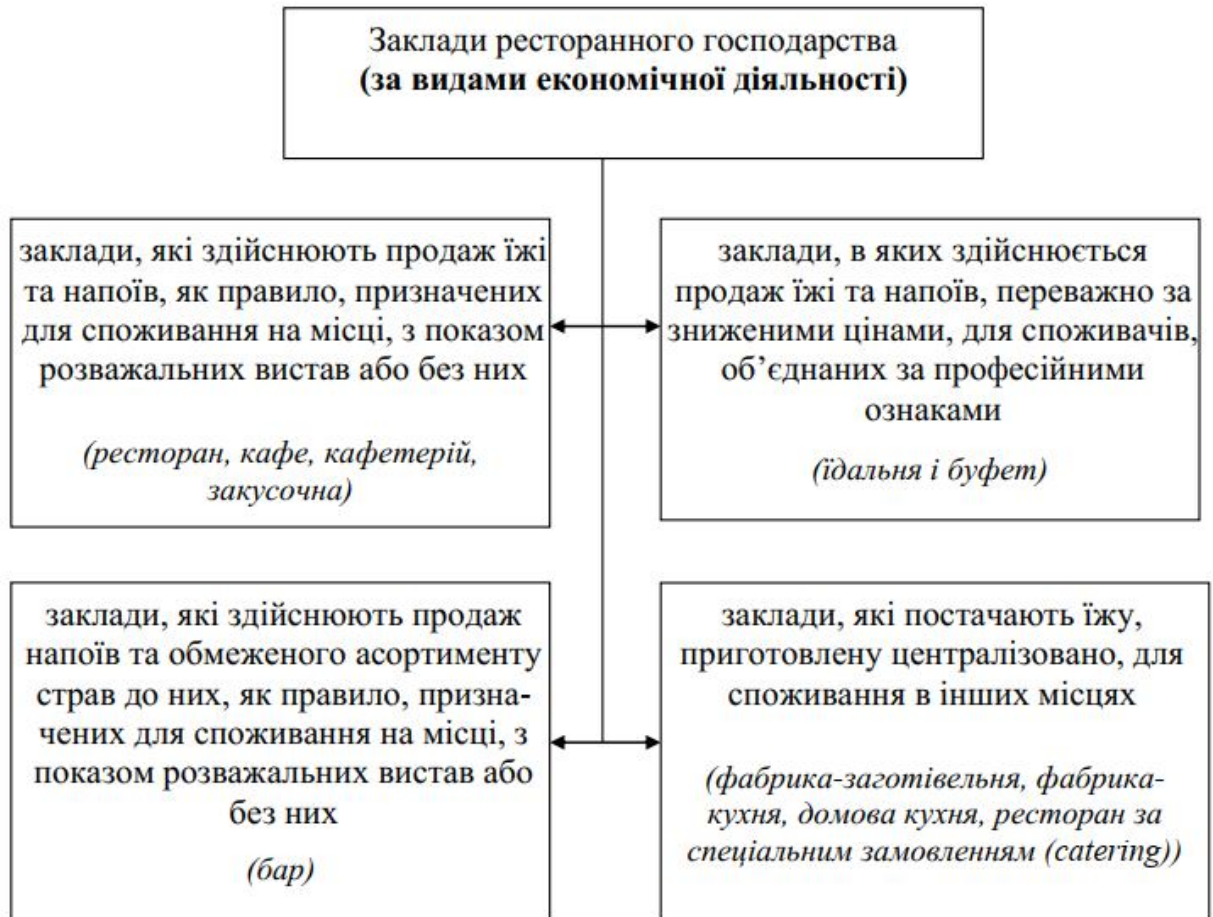 Заклади ресторанного господарства
(за видами економічної діяльності)
заклади, які здійснюють продаж їжі
та напоїв, як правило, призначених
для споживання на місці, з показом
розважальних вистав або без них
(ресторан, кафе, кафетерій,
закусочна)
заклади, в яких здійснюється
продаж їжі та напоїв, переважно за
зниженими цінами, для споживачів,
об’єднаних за професійними
ознаками
(їдальня і буфет)
заклади, які здійснюють продаж
напоїв та обмеженого асортименту
страв до них, як правило, призна-
чених для споживання на місці, з
показом розважальних вистав або
без них
(бар)
заклади, які постачають їжу,
приготовлену централізовано, для
споживання в інших місцях
(фабрика-заготівельня, фабрика-
кухня, домова кухня, ресторан за
спеціальним замовленням (catering))